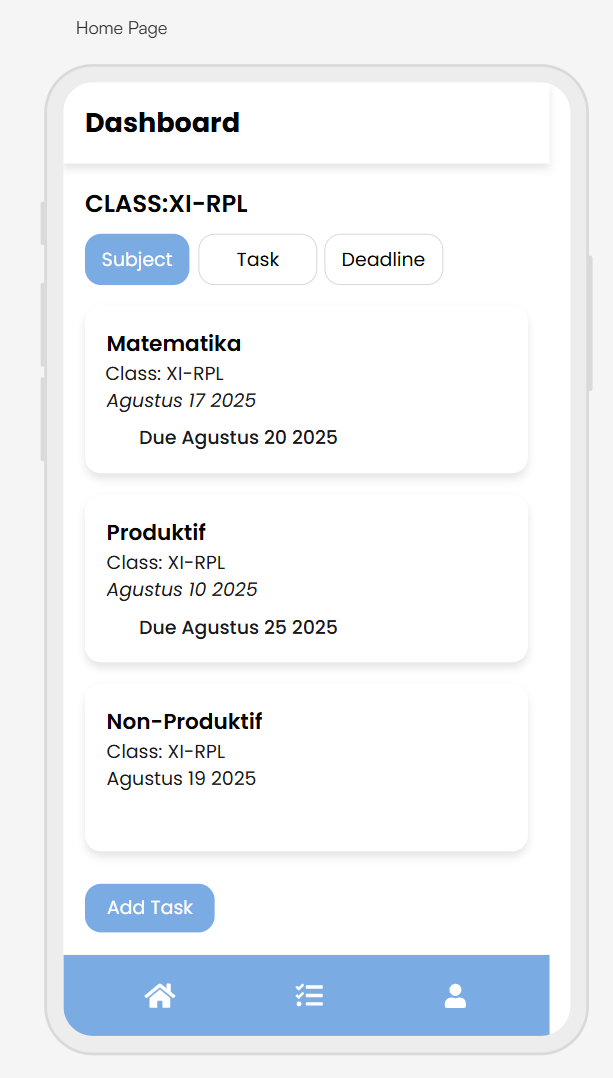 Home Page
Dashboard
CLASS:XI-RPL
Subject Task Deadline
Matematika
Class: XI-RPL
Agustus 17 2025
Due Agustus 20 2025
Produktif
Class: XI-RPL
Agustus 10 2025
Due Agustus 25 2025
Non-Produktif
Class: XI-RPL
Agustus 19 2025
Add Task